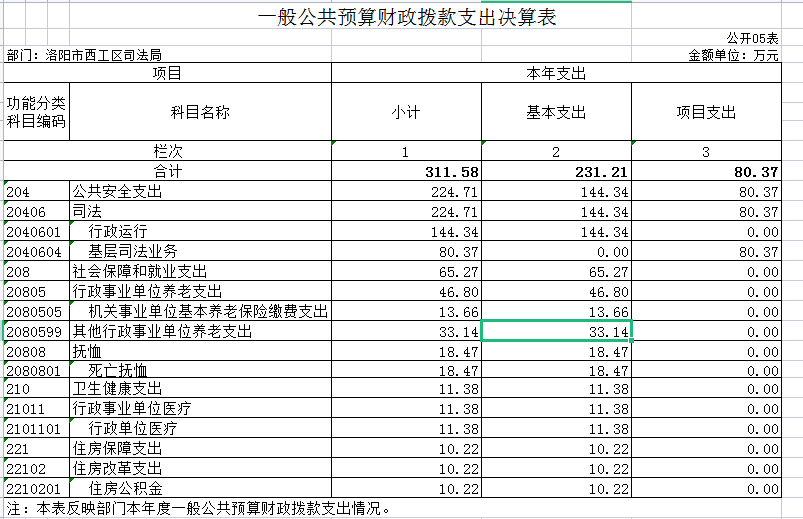 一般公共预算财政拨款支出决算表
公开05表
部门：洛阳市西工区司法局 金额单位：万元
项目 本年支出
功能分类科目编码 科目名称 小计 基本支出 项目支出
栏次 1 2 3
合计 311.58 231.21 80.37
204 公共安全支出 224.71 144.34 80.37
20406 司法 224.71 144.34 80.37
2040601 行政运行 144.34 144.34 0.00
2040604 基层司法业务 80.37 0.00 80.37
208 社会保障和就业支出 65.27 65.27 0.00
20805 行政事业单位养老支出 46.80 46.80 0.00
2080505 机关事业单位基本养老保险缴费支出 13.66 13.66 0.00
2080599 其他行政事业单位养老支出 33.14 33.14 0.00
20808 抚恤 18.47 18.47 0.00
2080801 死亡抚恤 18.47 18.47 0.00
210 卫生健康支出 11.38 11.38 0.00
21011 行政事业单位医疗 11.38 11.38 0.00
2101101 行政单位医疗 11.38 11.38 0.00
221 住房保障支出 10.22 10.22 0.00
22102 住房改革支出 10.22 10.22 0.00
2210201 住房公积金 10.22 10.22 0.00
注：本表反映部门本年度一般公共预算财政拨款支出情况。